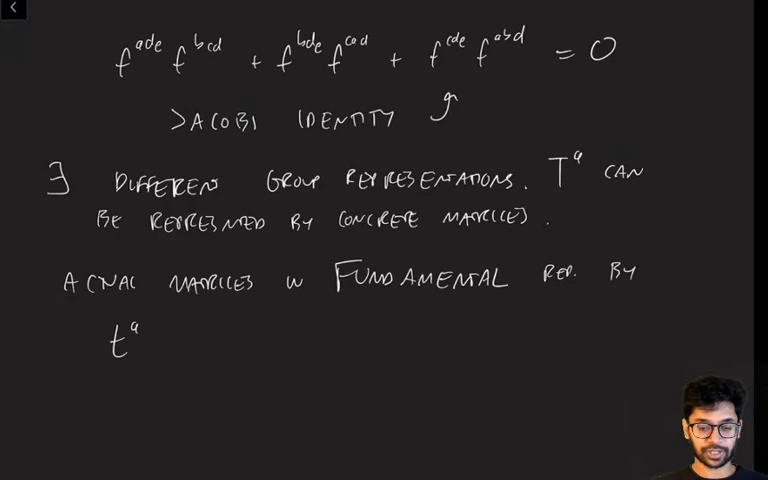 f^{ade} f^{bcd} + f^{bde} f^{cad} + f^{cde} f^{abd} = 0
JACOBI IDENTITY
∃ DIFFERENT GROUP REPRESENTATIONS. T^a CAN
BE REPRESNTED BY CONCRETE MATRICES.
ACTUAL MATRICES IN FUNDAMENTAL REP. BY
t^a